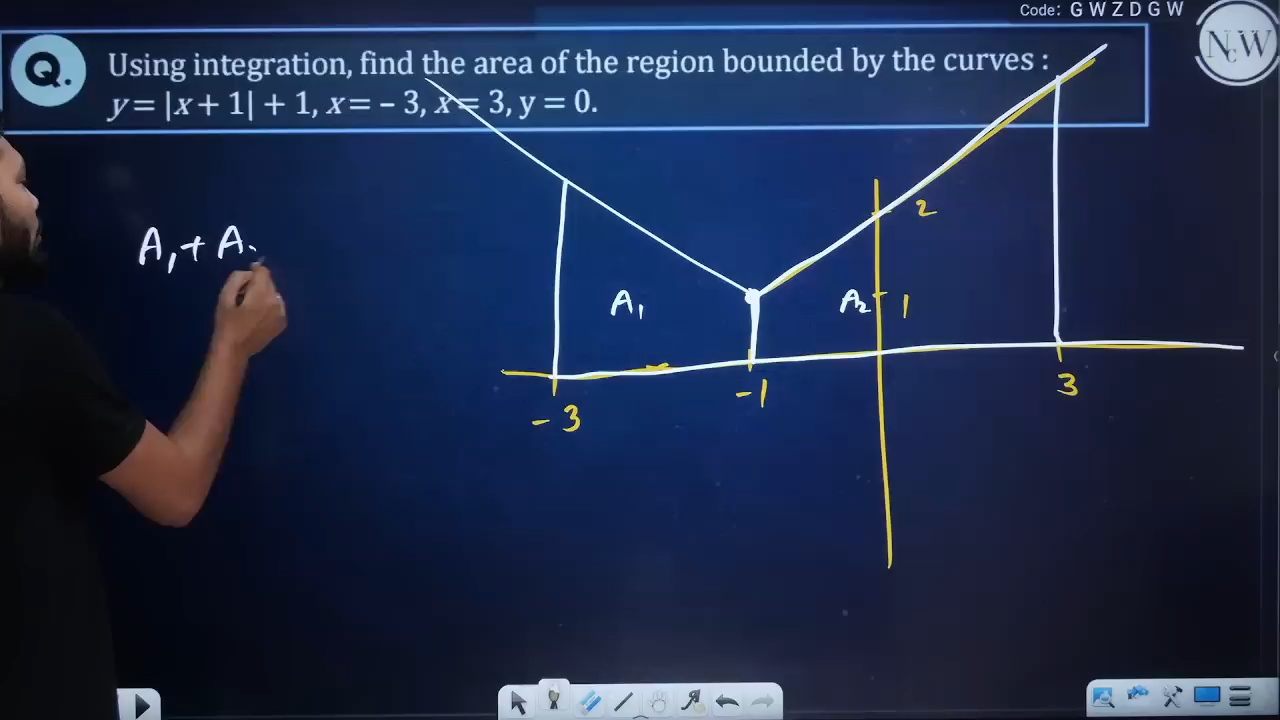 Code: G W Z D G W
NcW
Q.
Using integration, find the area of the region bounded by the curves :
y = |x + 1| + 1, x = – 3, x = 3, y = 0.
A₁ + A
2
A₁
A₂
1
-3
-1
3